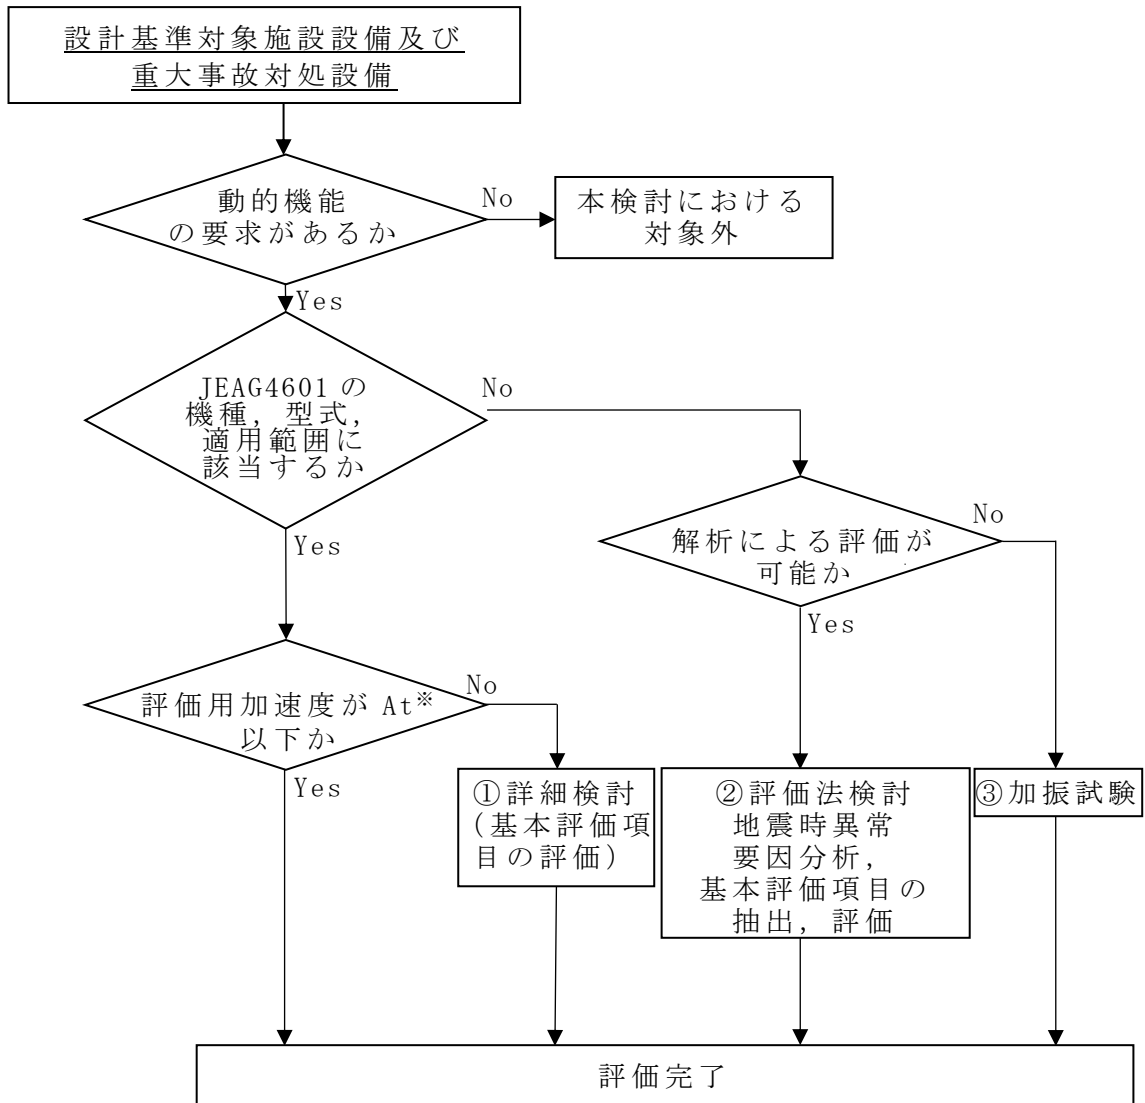 設計基準対象施設設備及び
重大事故対処設備
動的機能
の要求があるか
No
本検討における
対象外
Yes
JEAG4601の
機種，型式，
適用範囲に
該当するか
No
Yes
解析による評価が
可能か
No
Yes
評価用加速度がAt※
以下か
No
Yes
①詳細検討
(基本評価項
目の評価)
②評価法検討
地震時異常
要因分析，
基本評価項目の
抽出，評価
③加振試験
評価完了